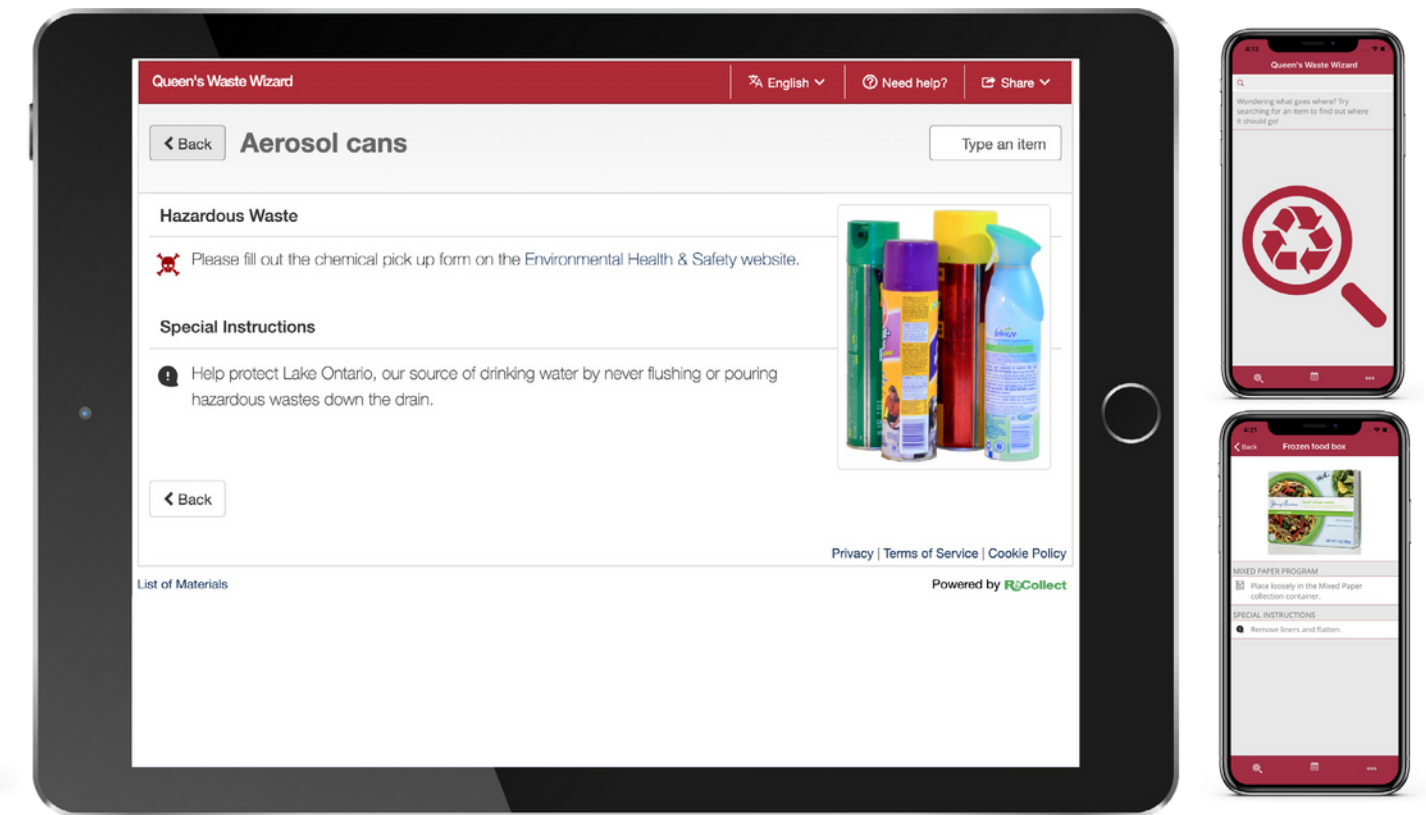 Queen's Waste Wizard
English
Need help?
Share
Back
Aerosol cans
Type an item
Hazardous Waste
Please fill out the chemical pick up form on the Environmental Health & Safety website.
Special Instructions
Help protect Lake Ontario, our source of drinking water by never flushing or pouring
hazardous wastes down the drain.
Back
Privacy | Terms of Service | Cookie Policy
List of Materials
Powered by ReCollect
4:13
Queen's Waste Wizard
Wondering what goes where? Try
searching for an item to find out where
it should go!
4:21
Back
Frozen food box
MIXED PAPER PROGRAM
Place loosely in the Mixed Paper
collection container.
SPECIAL INSTRUCTIONS
Remove liners and flatten.